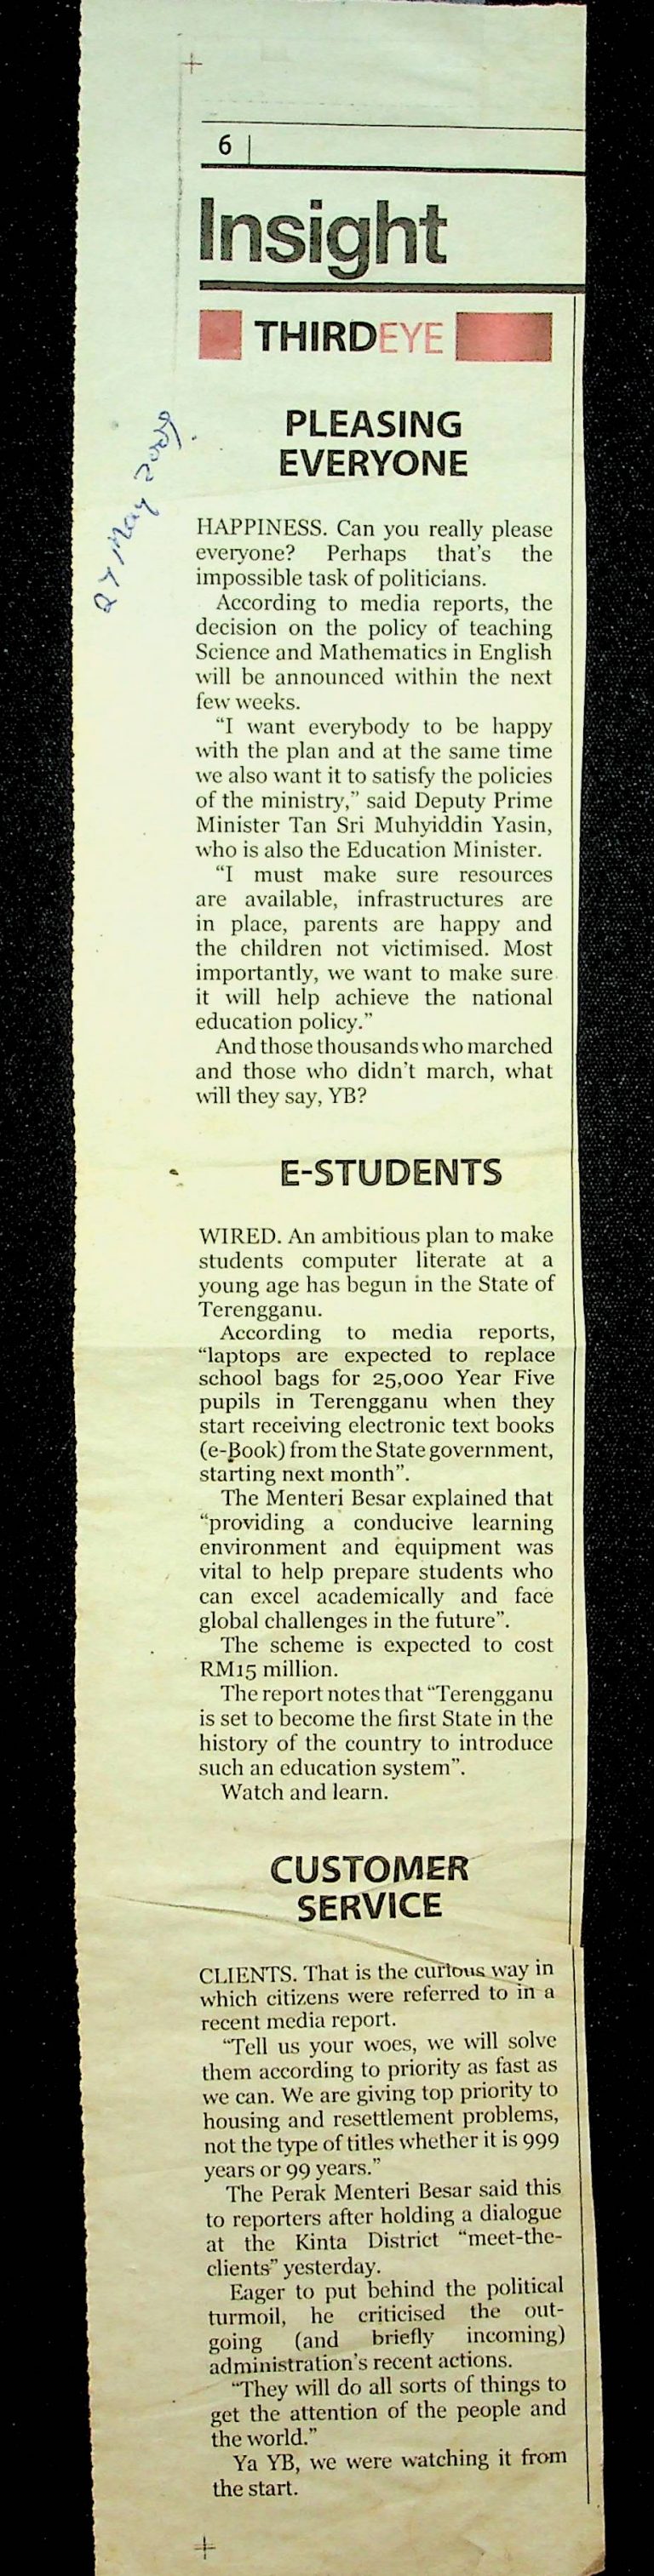 6
Insight
THIRDEYE
27 May 2009.
PLEASING
EVERYONE
HAPPINESS. Can you really please
everyone? Perhaps that's the
impossible task of politicians.
According to media reports, the
decision on the policy of teaching
Science and Mathematics in English
will be announced within the next
few weeks.
“I want everybody to be happy
with the plan and at the same time
we also want it to satisfy the policies
of the ministry,” said Deputy Prime
Minister Tan Sri Muhyiddin Yasin,
who is also the Education Minister.
“I must make sure resources
are available, infrastructures are
in place, parents are happy and
the children not victimised. Most
importantly, we want to make sure
it will help achieve the national
education policy.”
And those thousands who marched
and those who didn't march, what
will they say, YB?
E-STUDENTS
WIRED. An ambitious plan to make
students computer literate at a
young age has begun in the State of
Terengganu.
According to media reports,
“laptops are expected to replace
school bags for 25,000 Year Five
pupils in Terengganu when they
start receiving electronic text books
(e-Book) from the State government,
starting next month”.
The Menteri Besar explained that
“providing a conducive learning
environment and equipment was
vital to help prepare students who
can excel academically and face
global challenges in the future”.
The scheme is expected to cost
RM15 million.
The report notes that “Terengganu
is set to become the first State in the
history of the country to introduce
such an education system”.
Watch and learn.
CUSTOMER
SERVICE
CLIENTS. That is the curious way in
which citizens were referred to in a
recent media report.
“Tell us your woes, we will solve
them according to priority as fast as
we can. We are giving top priority to
housing and resettlement problems,
not the type of titles whether it is 999
years or 99 years.”
The Perak Menteri Besar said this
to reporters after holding a dialogue
at the Kinta District “meet-the-
clients” yesterday.
Eager to put behind the political
turmoil, he criticised the out-
going (and briefly incoming)
administration's recent actions.
“They will do all sorts of things to
get the attention of the people and
the world.”
Ya YB, we were watching it from
the start.